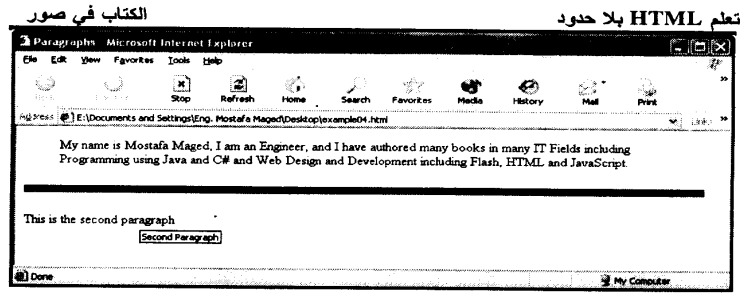 تعلم HTML بلا حدود
الكتاب في صور
Paragraphs Microsoft Internet Explorer
File Edit View Favorites Tools Help
Stop Refresh Home Search Favorites Media History Mail Print
Address E:\Documents and Settings\Eng. Mostafa Maged\Desktop\example04.html Links
My name is Mostafa Maged, I am an Engineer, and I have authored many books in many IT Fields including
Programming using Java and C# and Web Design and Development including Flash, HTML and JavaScript.
This is the second paragraph
Second Paragraph
Done My Computer